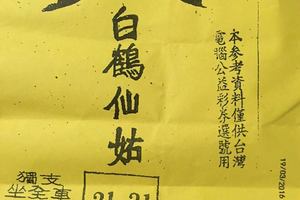 本參考資料僅供台灣
電腦公益彩券選號用
白鶴仙姑
獨支
坐全車
21-21
19/03/2016